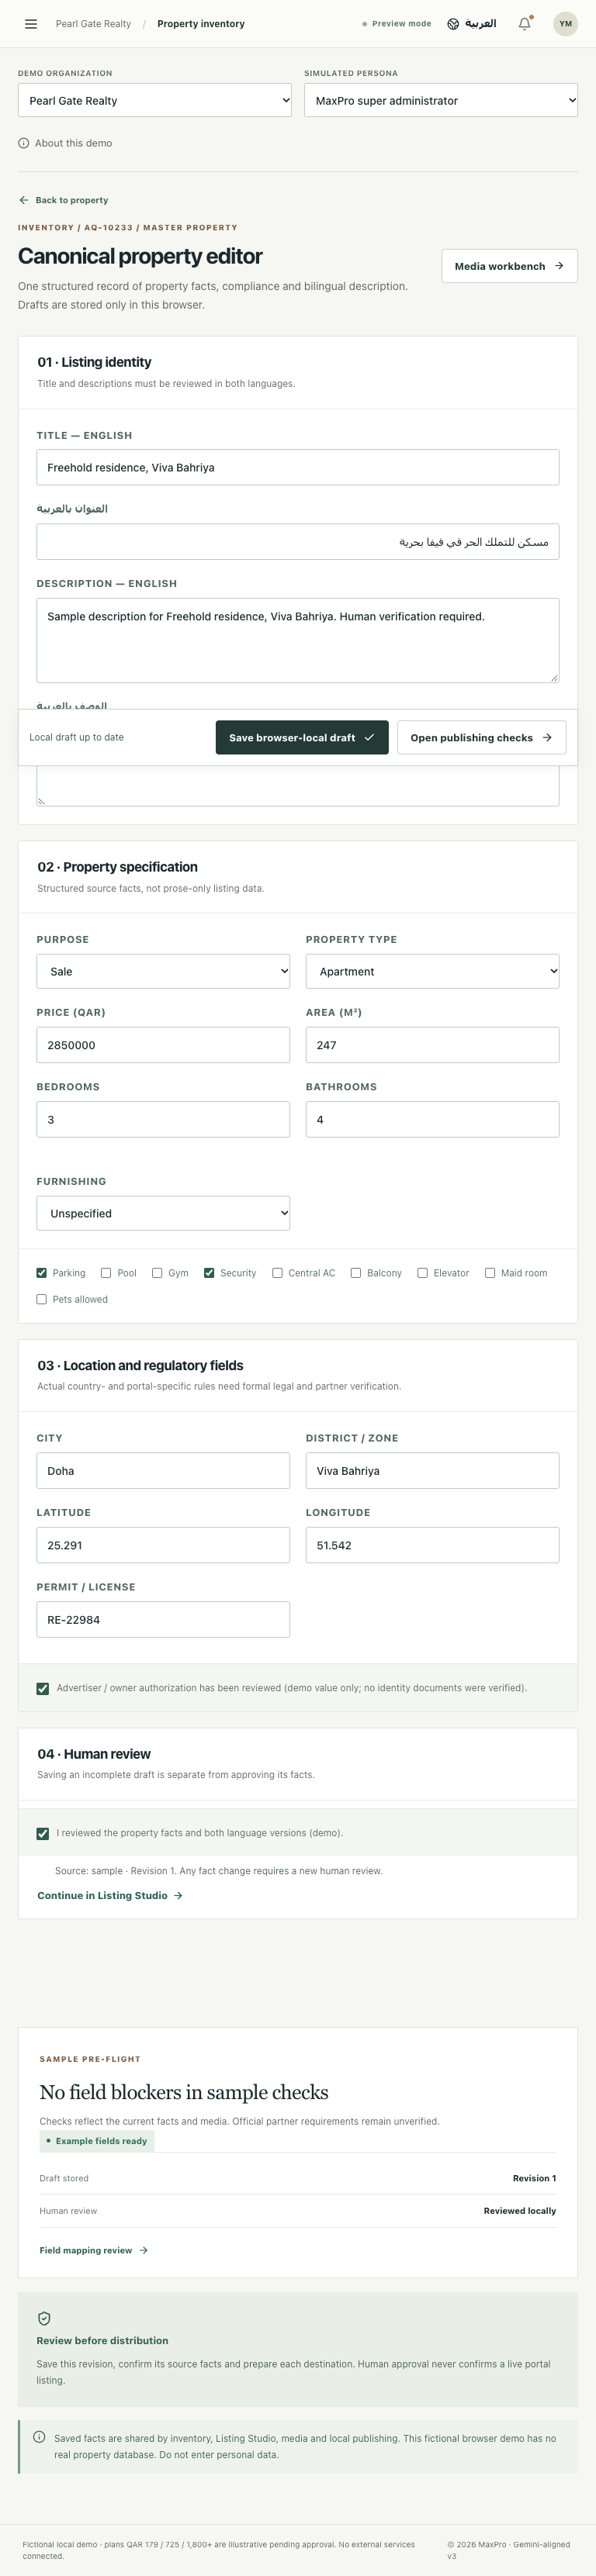 Pearl Gate Realty / Property inventory
Preview mode
العربية
YM
DEMO ORGANIZATION
Pearl Gate Realty
SIMULATED PERSONA
MaxPro super administrator
About this demo
Back to property
INVENTORY / AQ-10233 / MASTER PROPERTY
Canonical property editor
One structured record of property facts, compliance and bilingual description.
Drafts are stored only in this browser.
Media workbench
01 · Listing identity
Title and descriptions must be reviewed in both languages.
TITLE — ENGLISH
Freehold residence, Viva Bahriya
العنوان بالعربية
مسكن للتملك الحر في فيفا بحرية
DESCRIPTION — ENGLISH
Sample description for Freehold residence, Viva Bahriya. Human verification required.
الوصف بالعربية
Local draft up to date
Save browser-local draft
Open publishing checks
02 · Property specification
Structured source facts, not prose-only listing data.
PURPOSE
Sale
PROPERTY TYPE
Apartment
PRICE (QAR)
2850000
AREA (M²)
247
BEDROOMS
3
BATHROOMS
4
FURNISHING
Unspecified
Parking Pool Gym Security Central AC Balcony Elevator Maid room
Pets allowed
03 · Location and regulatory fields
Actual country- and portal-specific rules need formal legal and partner verification.
CITY
Doha
DISTRICT / ZONE
Viva Bahriya
LATITUDE
25.291
LONGITUDE
51.542
PERMIT / LICENSE
RE-22984
Advertiser / owner authorization has been reviewed (demo value only; no identity documents were verified).
04 · Human review
Saving an incomplete draft is separate from approving its facts.
I reviewed the property facts and both language versions (demo).
Source: sample · Revision 1. Any fact change requires a new human review.
Continue in Listing Studio
SAMPLE PRE-FLIGHT
No field blockers in sample checks
Checks reflect the current facts and media. Official partner requirements remain unverified.
Example fields ready
Draft stored Revision 1
Human review Reviewed locally
Field mapping review
Review before distribution
Save this revision, confirm its source facts and prepare each destination. Human approval never confirms a live portal
listing.
Saved facts are shared by inventory, Listing Studio, media and local publishing. This fictional browser demo has no
real property database. Do not enter personal data.
Fictional local demo · plans QAR 179 / 725 / 1,800+ are illustrative pending approval. No external services
connected.
© 2026 MaxPro · Gemini-aligned
v3